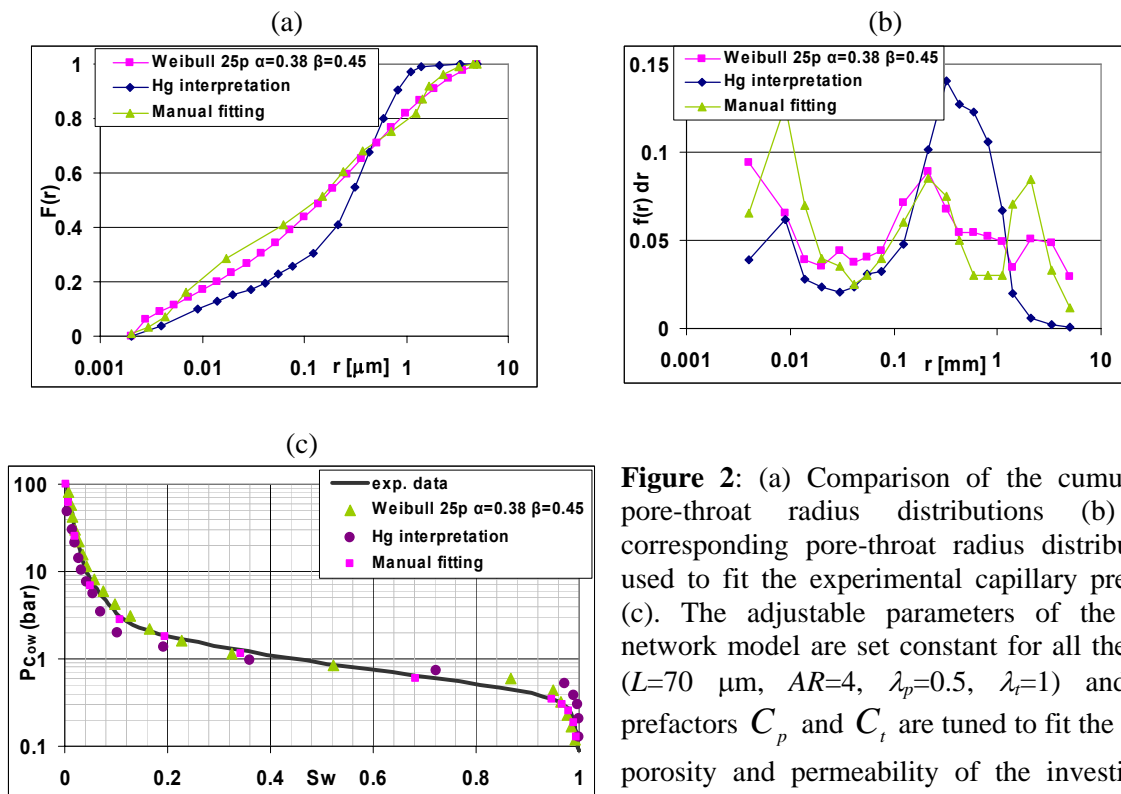 (a)
Weibull 25p α=0.38 β=0.45
Hg interpretation
Manual fitting
1
0.8
0.6
0.4
0.2
0
F(r)
0.001
0.01
0.1
1
10
r [μm]
(b)
Weibull 25p α=0.38 β=0.45
Hg interpretation
Manual fitting
0.15
0.1
0.05
0
f(r) dr
0.001
0.01
0.1
1
10
r [mm]
(c)
exp. data
Weibull 25p α=0.38 β=0.45
Hg interpretation
Manual fitting
100
10
1
0.1
Pcow (bar)
0
0.2
0.4
0.6
0.8
1
Sw
Figure 2: (a) Comparison of the cumu
pore-throat radius distributions (b)
corresponding pore-throat radius distribu
used to fit the experimental capillary pre
(c). The adjustable parameters of the
network model are set constant for all the
(L=70 μm, AR=4, λp=0.5, λt=1) and
prefactors Cp and Ct are tuned to fit the
porosity and permeability of the investi